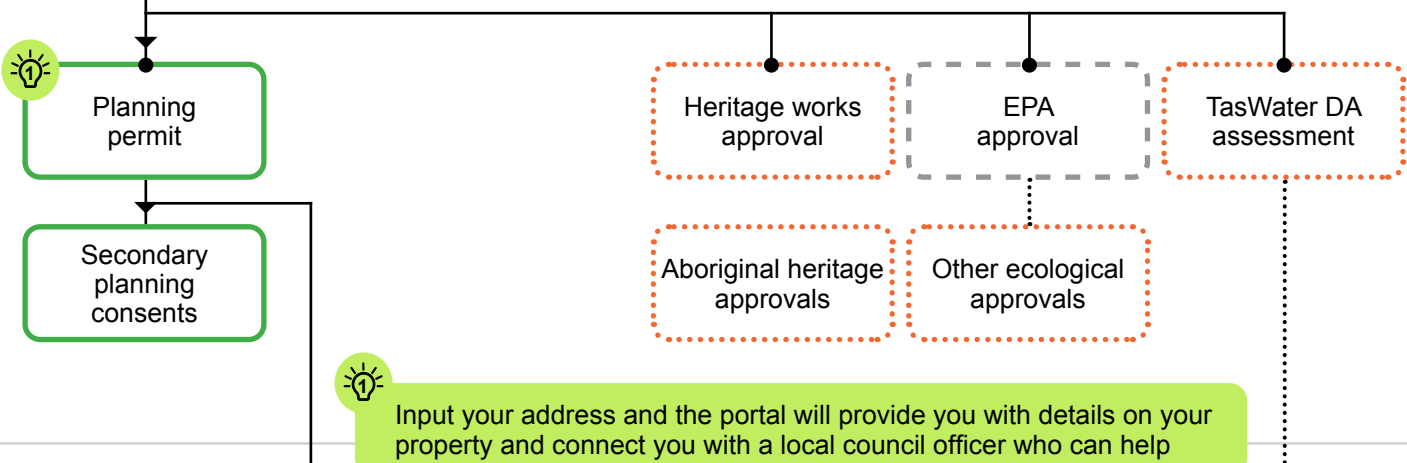 1
Planning
permit
Heritage works
approval
EPA
approval
TasWater DA
assessment
Secondary
planning
consents
Aboriginal heritage
approvals
Other ecological
approvals
1
Input your address and the portal will provide you with details on your
property and connect you with a local council officer who can help